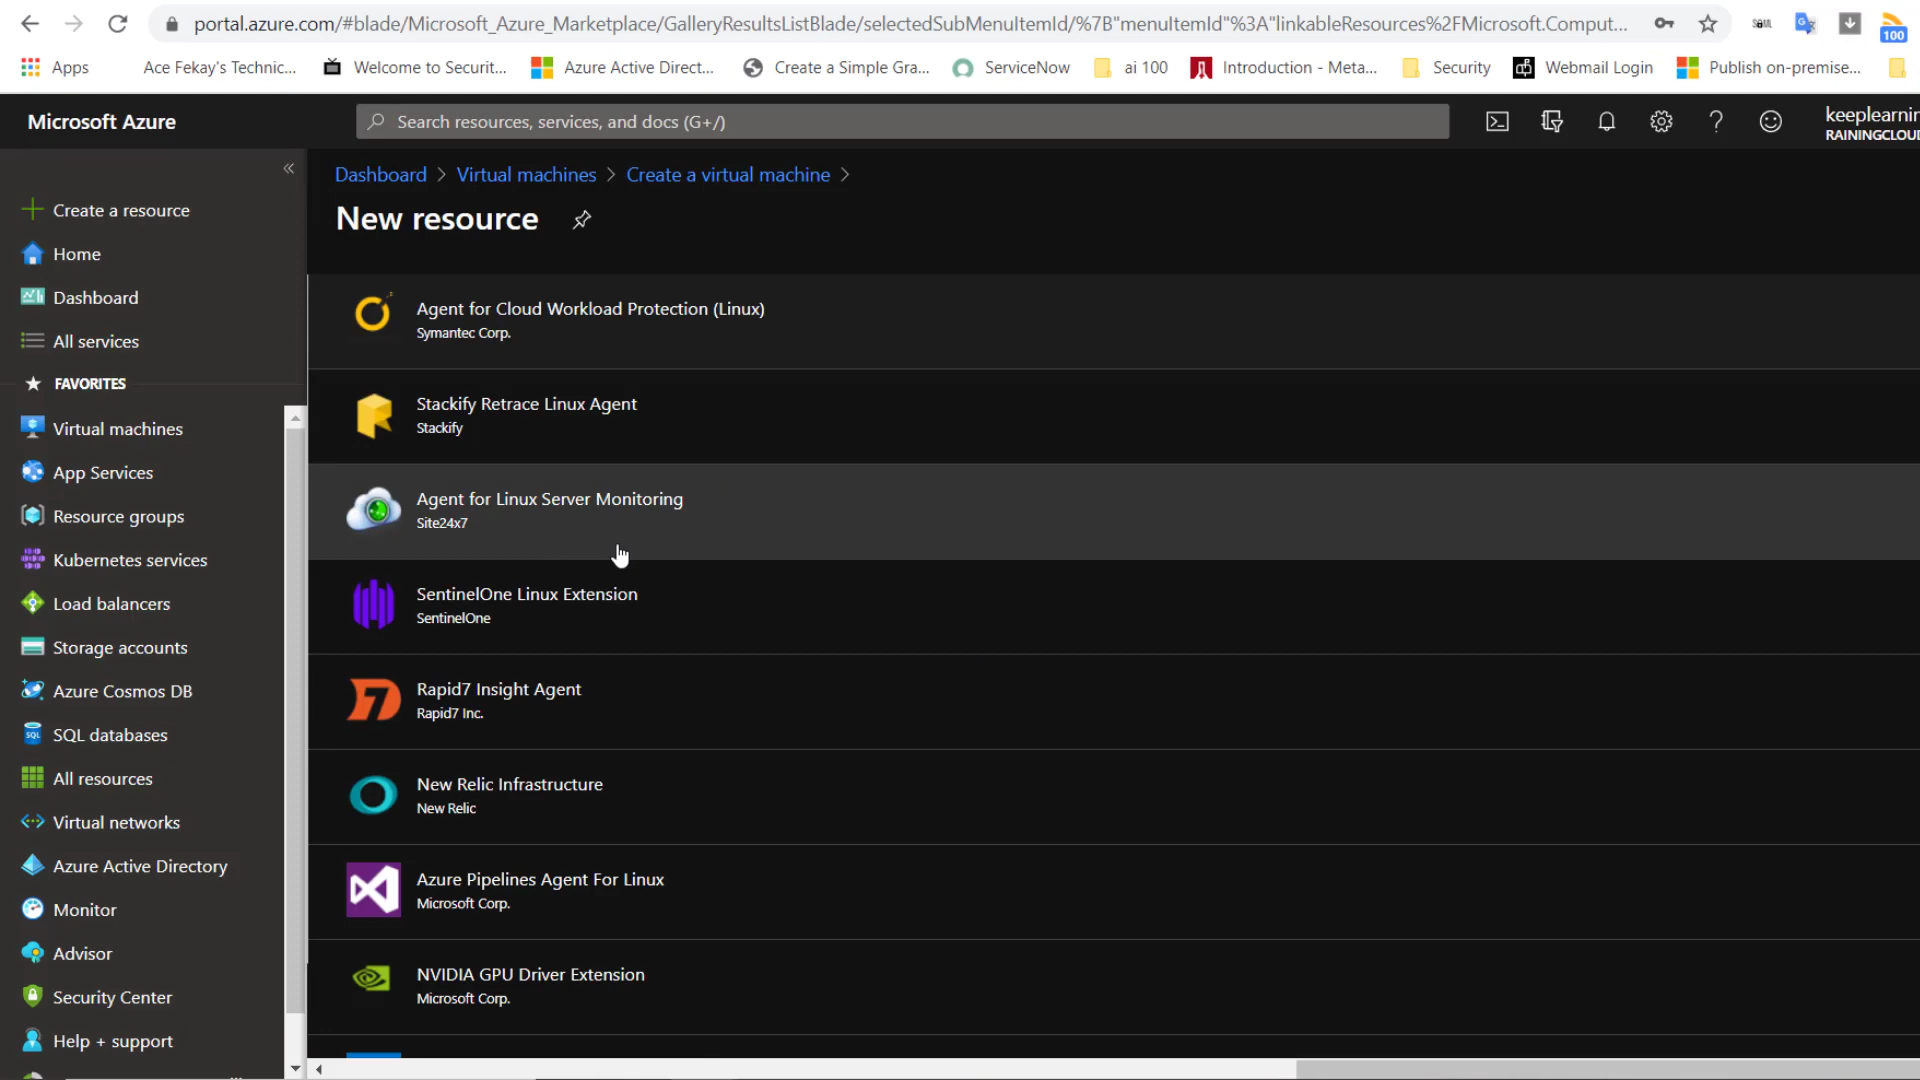 portal.azure.com/#blade/Microsoft_Azure_Marketplace/GalleryResultsListBlade/selectedSubMenuItemId/%7B"menuItemId"%3A"linkableResources%2FMicrosoft.Comput...
100
Apps
Ace Fekay's Technic...
Welcome to Securit...
Azure Active Direct...
Create a Simple Gra...
ServiceNow
ai 100
Introduction - Meta...
Security
Webmail Login
Publish on-premise...
Microsoft Azure
Search resources, services, and docs (G+/)
keeplearnin
RAININGCLOUD
Dashboard > Virtual machines > Create a virtual machine >
New resource
Create a resource
Home
Dashboard
All services
FAVORITES
Virtual machines
App Services
Resource groups
Kubernetes services
Load balancers
Storage accounts
Azure Cosmos DB
SQL databases
All resources
Virtual networks
Azure Active Directory
Monitor
Advisor
Security Center
Help + support
Agent for Cloud Workload Protection (Linux)
Symantec Corp.
Stackify Retrace Linux Agent
Stackify
Agent for Linux Server Monitoring
Site24x7
SentinelOne Linux Extension
SentinelOne
Rapid7 Insight Agent
Rapid7 Inc.
New Relic Infrastructure
New Relic
Azure Pipelines Agent For Linux
Microsoft Corp.
NVIDIA GPU Driver Extension
Microsoft Corp.